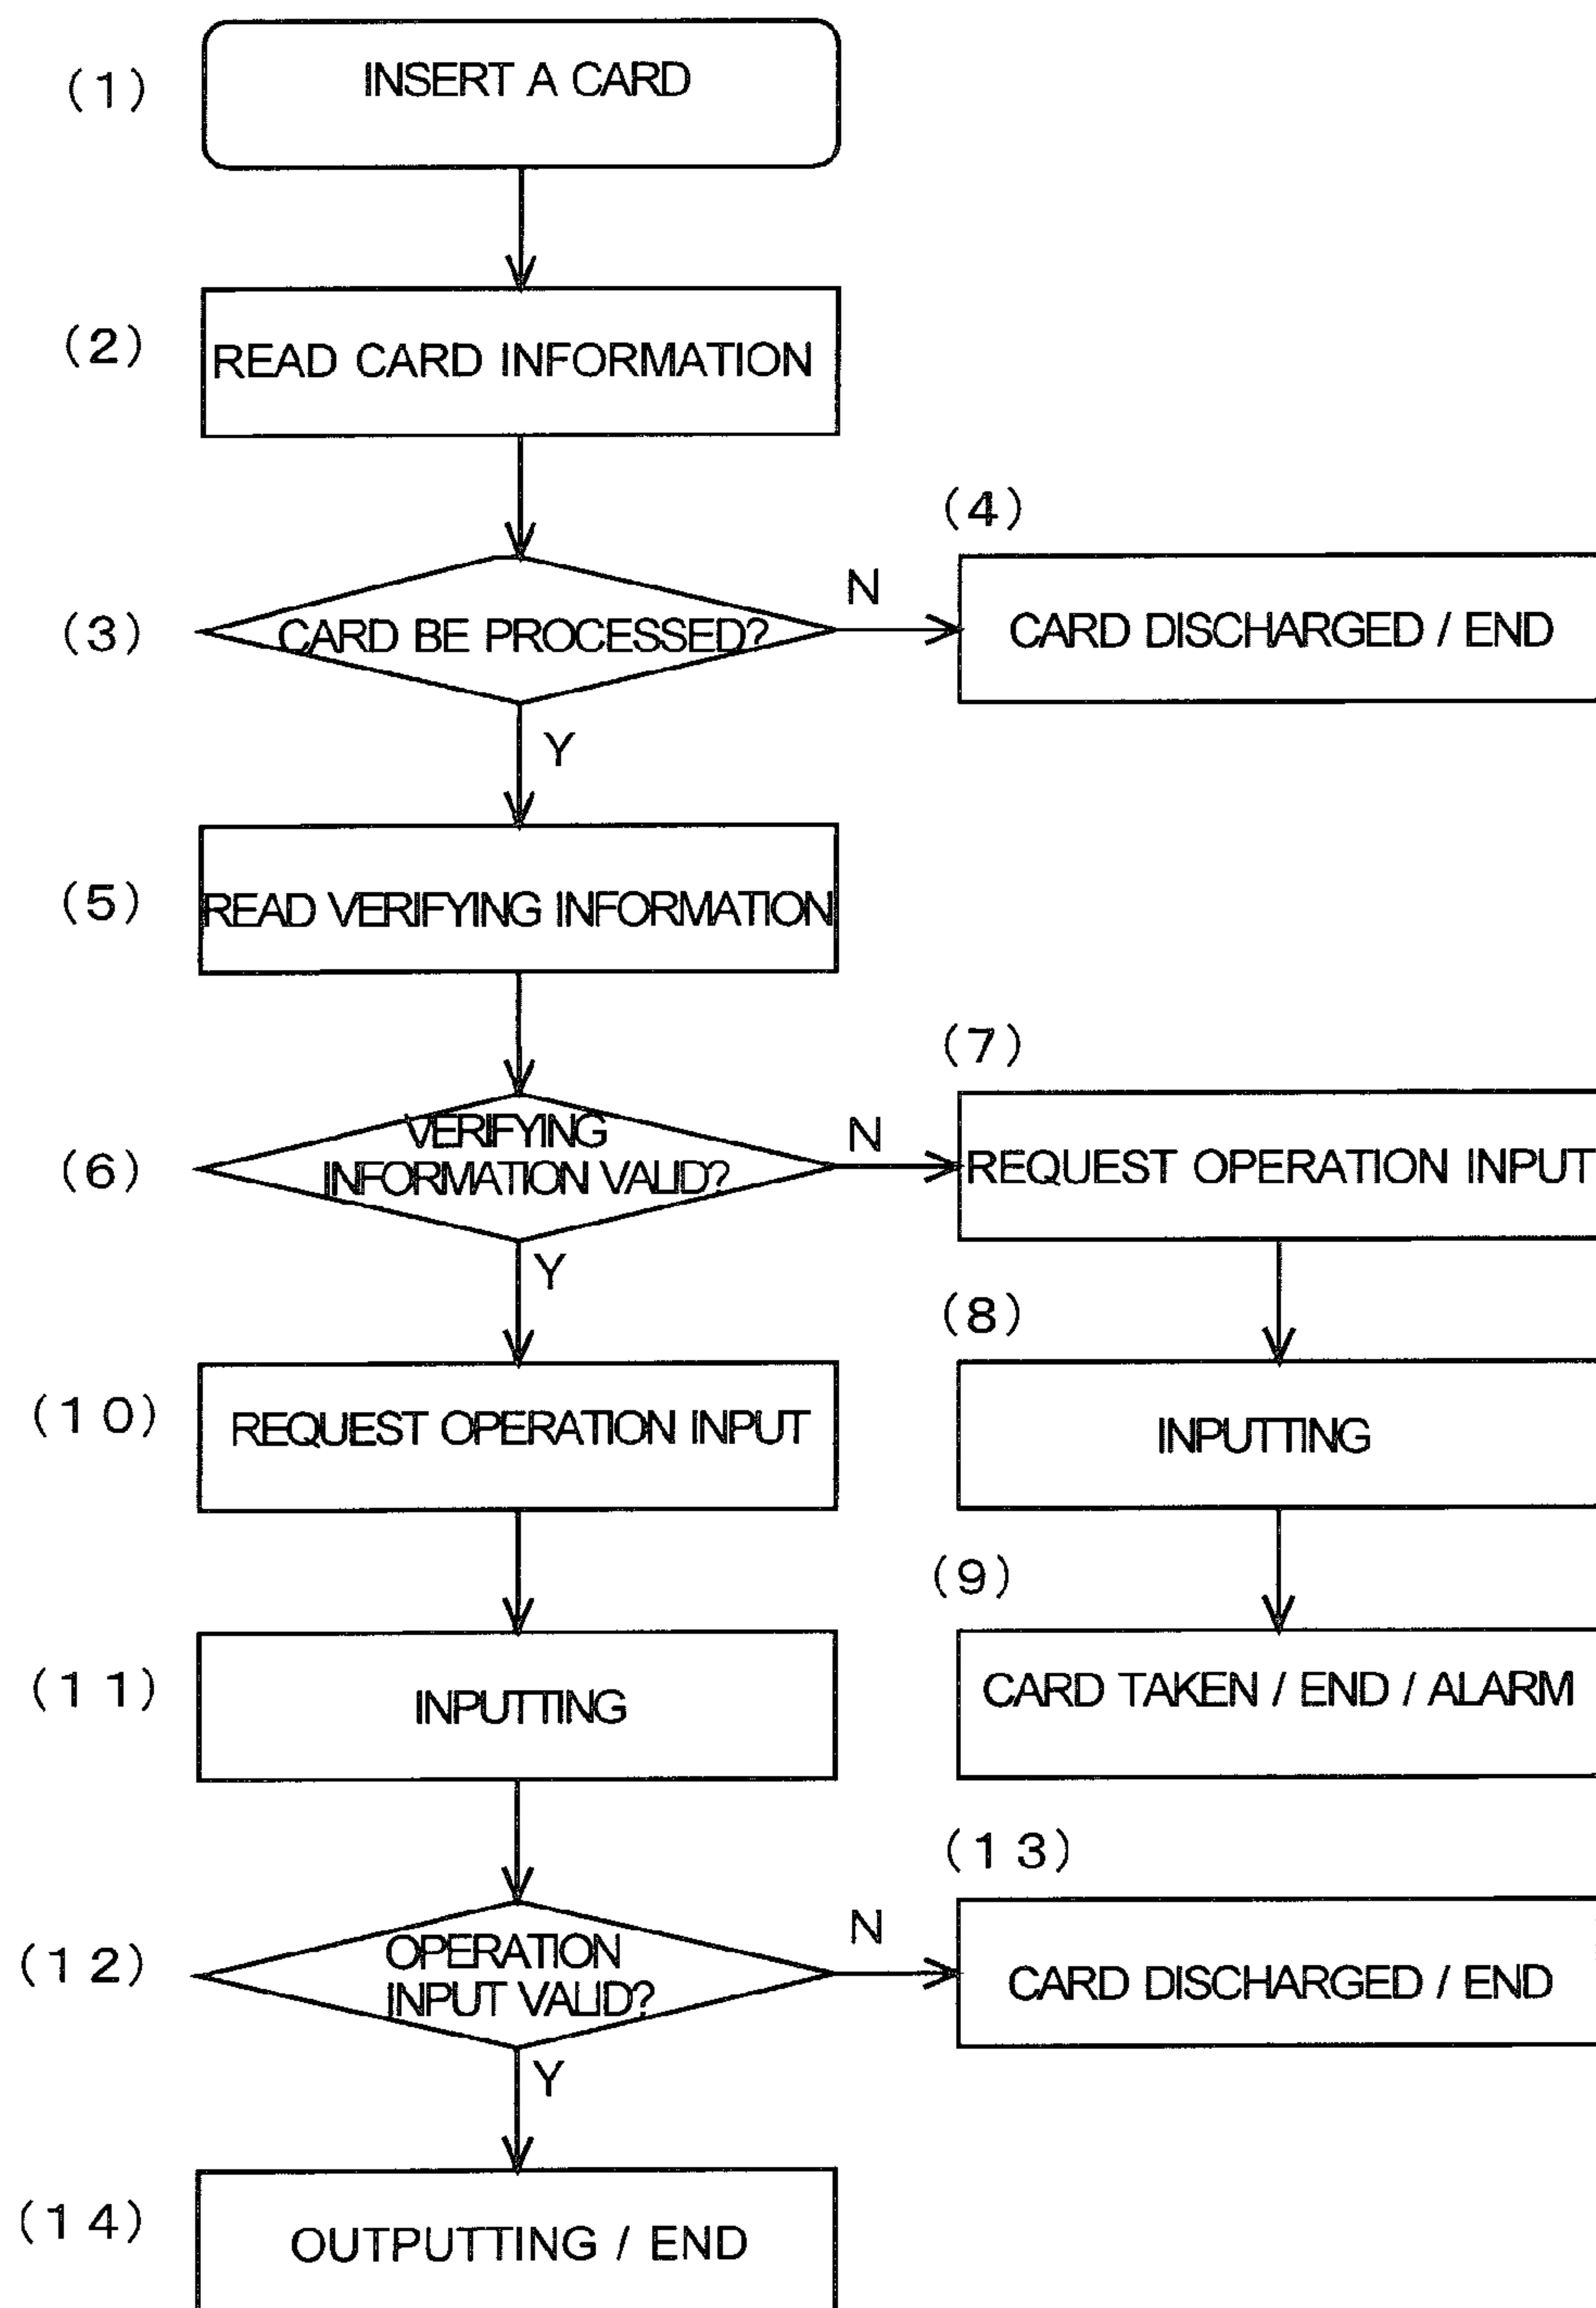 (1)
INSERT A CARD
(2)
READ CARD INFORMATION
(3)
CARD BE PROCESSED?
N
(4)
CARD DISCHARGED / END
Y
(5)
READ VERIFYING INFORMATION
(6)
VERIFYING
INFORMATION VALID?
N
(7)
REQUEST OPERATION INPUT
(8)
INPUTTING
(9)
CARD TAKEN / END / ALARM
Y
(10)
REQUEST OPERATION INPUT
(11)
INPUTTING
(12)
OPERATION
INPUT VALID?
N
(13)
CARD DISCHARGED / END
Y
(14)
OUTPUTTING / END